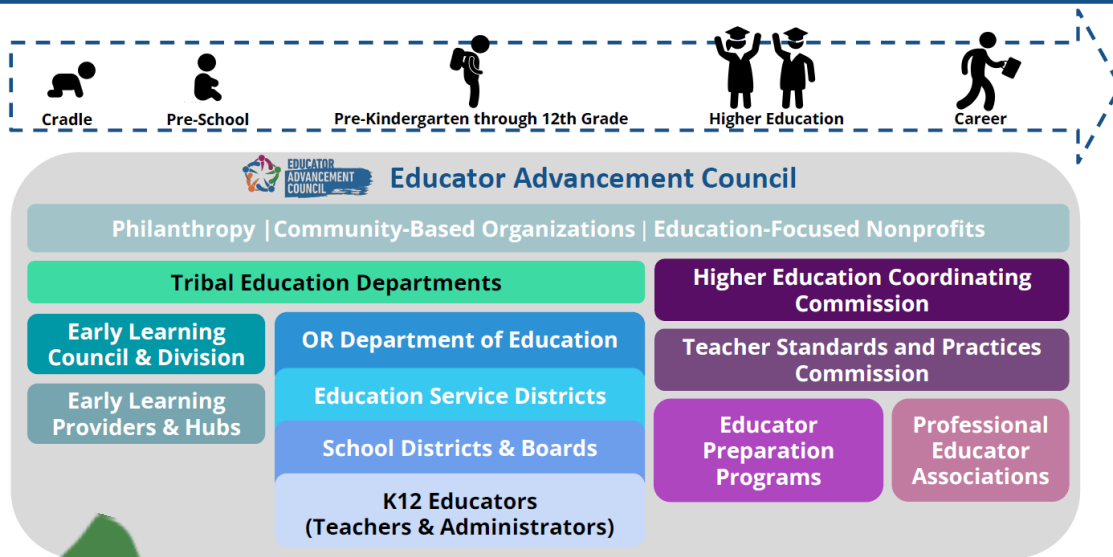 Cradle
Pre-School
Pre-Kindergarten through 12th Grade
Higher Education
Career
EDUCATOR
ADVANCEMENT
COUNCIL
Educator Advancement Council
Philanthropy |Community-Based Organizations | Education-Focused Nonprofits
Tribal Education Departments
Higher Education Coordinating
Commission
Early Learning
Council & Division
OR Department of Education
Teacher Standards and Practices
Commission
Early Learning
Providers & Hubs
Education Service Districts
School Districts & Boards
K12 Educators
(Teachers & Administrators)
Educator
Preparation
Programs
Professional
Educator
Associations